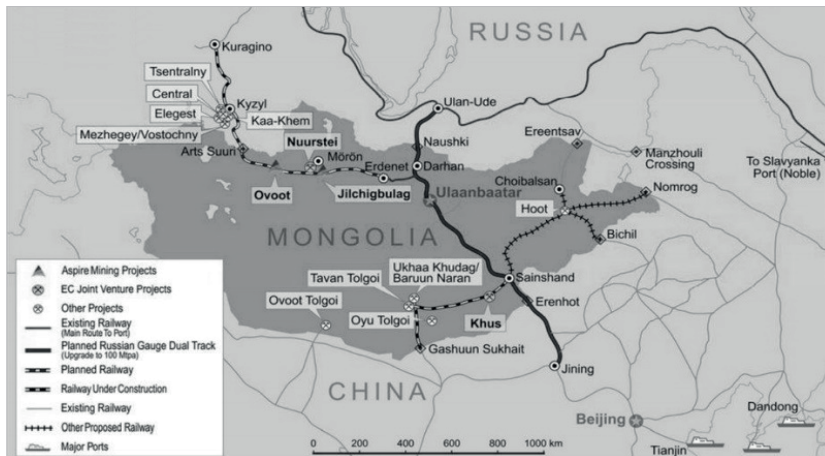 RUSSIA
Kuragino
Tsentralny
Central
Elegest
Mezhegey/Vostochny
Kyzyl
Kaa-Khem
Arts Suuri
Nuurstei
Mörön
Erdenet
Ovoot
Jilchigbulag
Ulan-Ude
Naushki
Darhan
Ulaanbaatar
Ereentsav
Manzhouli
Crossing
To Slavyanka
Port (Noble)
Choibalsan
Nomrog
Hoot
Bichil
MONGOLIA
Ukhaa Khudag/
Baruun Naran
Tavan Tolgoi
Sainshand
Ovoot Tolgoi
Oyu Tolgoi
Khus
Erenhot
Gashuun Sukhait
CHINA
Jining
Beijing
Dandong
Tianjin
Aspire Mining Projects
EC Joint Venture Projects
Other Projects
Existing Railway
(Main Route To Port)
Planned Russian Gauge Dual Track
(Upgrade to 100 Mtpa)
Planned Railway
Railway Under Construction
Existing Railway
Other Proposed Railway
Major Ports
0 200 400 600 800 1000 km